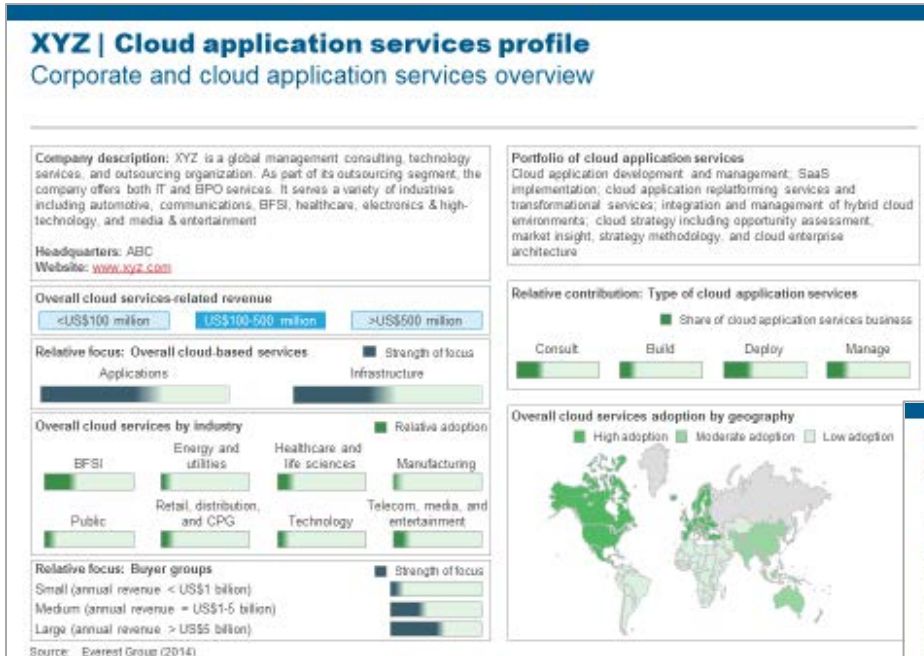 XYZ | Cloud application services profile
Corporate and cloud application services overview
Company description: XYZ is a global management consulting, technology
services, and outsourcing organization. As part of its outsourcing segment, the
company offers both IT and BPO services. It serves a variety of industries
including automotive, communications, BFSI, healthcare, electronics & high-
technology, and media & entertainment
Headquarters: ABC
Website: www.xyz.com
Overall cloud services-related revenue
<US$100 million
US$100-500 million
>US$500 million
Relative focus: Overall cloud-based services
Strength of focus
Applications
Infrastructure
Overall cloud services by industry
Relative adoption
BFSI
Energy and
utilities
Healthcare and
life sciences
Manufacturing
Public
Retail, distribution,
and CPG
Technology
Telecom, media, and
entertainment
Relative focus: Buyer groups
Strength of focus
Small (annual revenue < US$1 billion)
Medium (annual revenue = US$1-5 billion)
Large (annual revenue > US$5 billion)
Source: Everest Group (2014)
Portfolio of cloud application services
Cloud application development and management; SaaS
implementation; cloud application replatforming services and
transformational services; integration and management of hybrid cloud
environments; cloud strategy including opportunity assessment,
market insight, strategy methodology, and cloud enterprise
architecture
Relative contribution: Type of cloud application services
Share of cloud application services business
Consult
Build
Deploy
Manage
Overall cloud services adoption by geography
High adoption
Moderate adoption
Low adoption